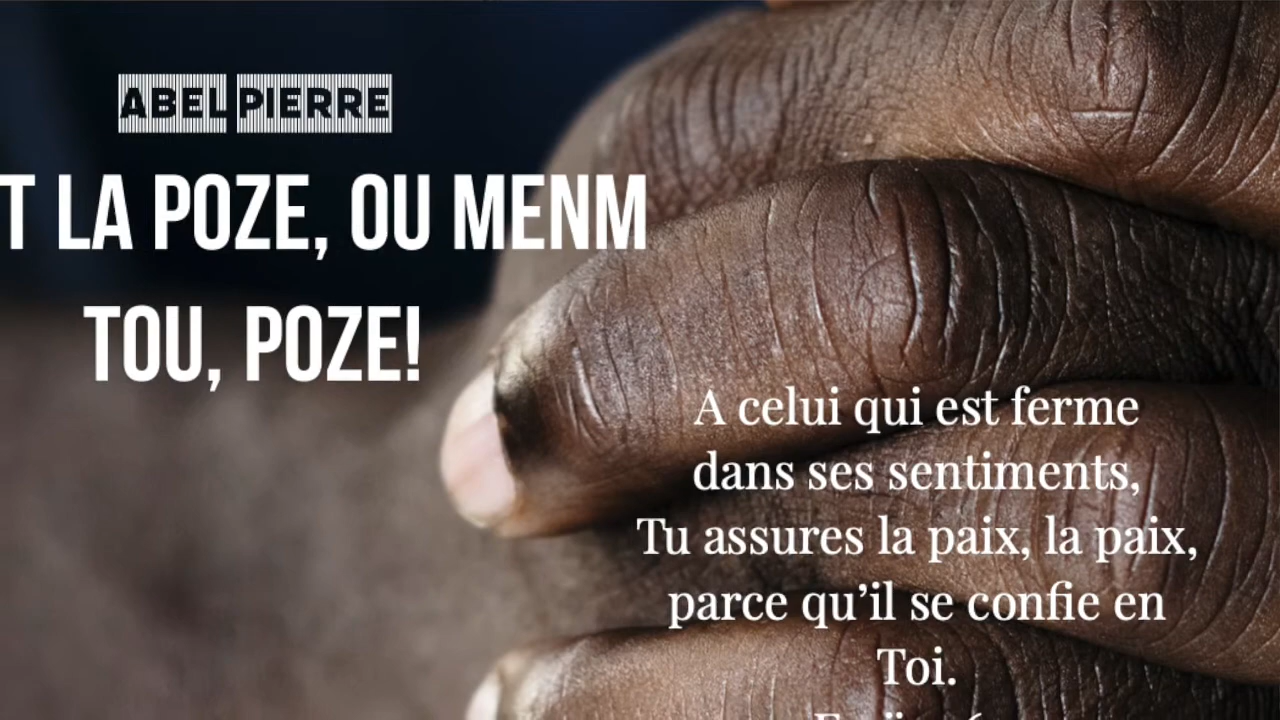 ABEL PIERRE
T LA POZE, OU MENM
TOU, POZE!
A celui qui est ferme
dans ses sentiments,
Tu assures la paix, la paix,
parce qu’il se confie en
Toi.